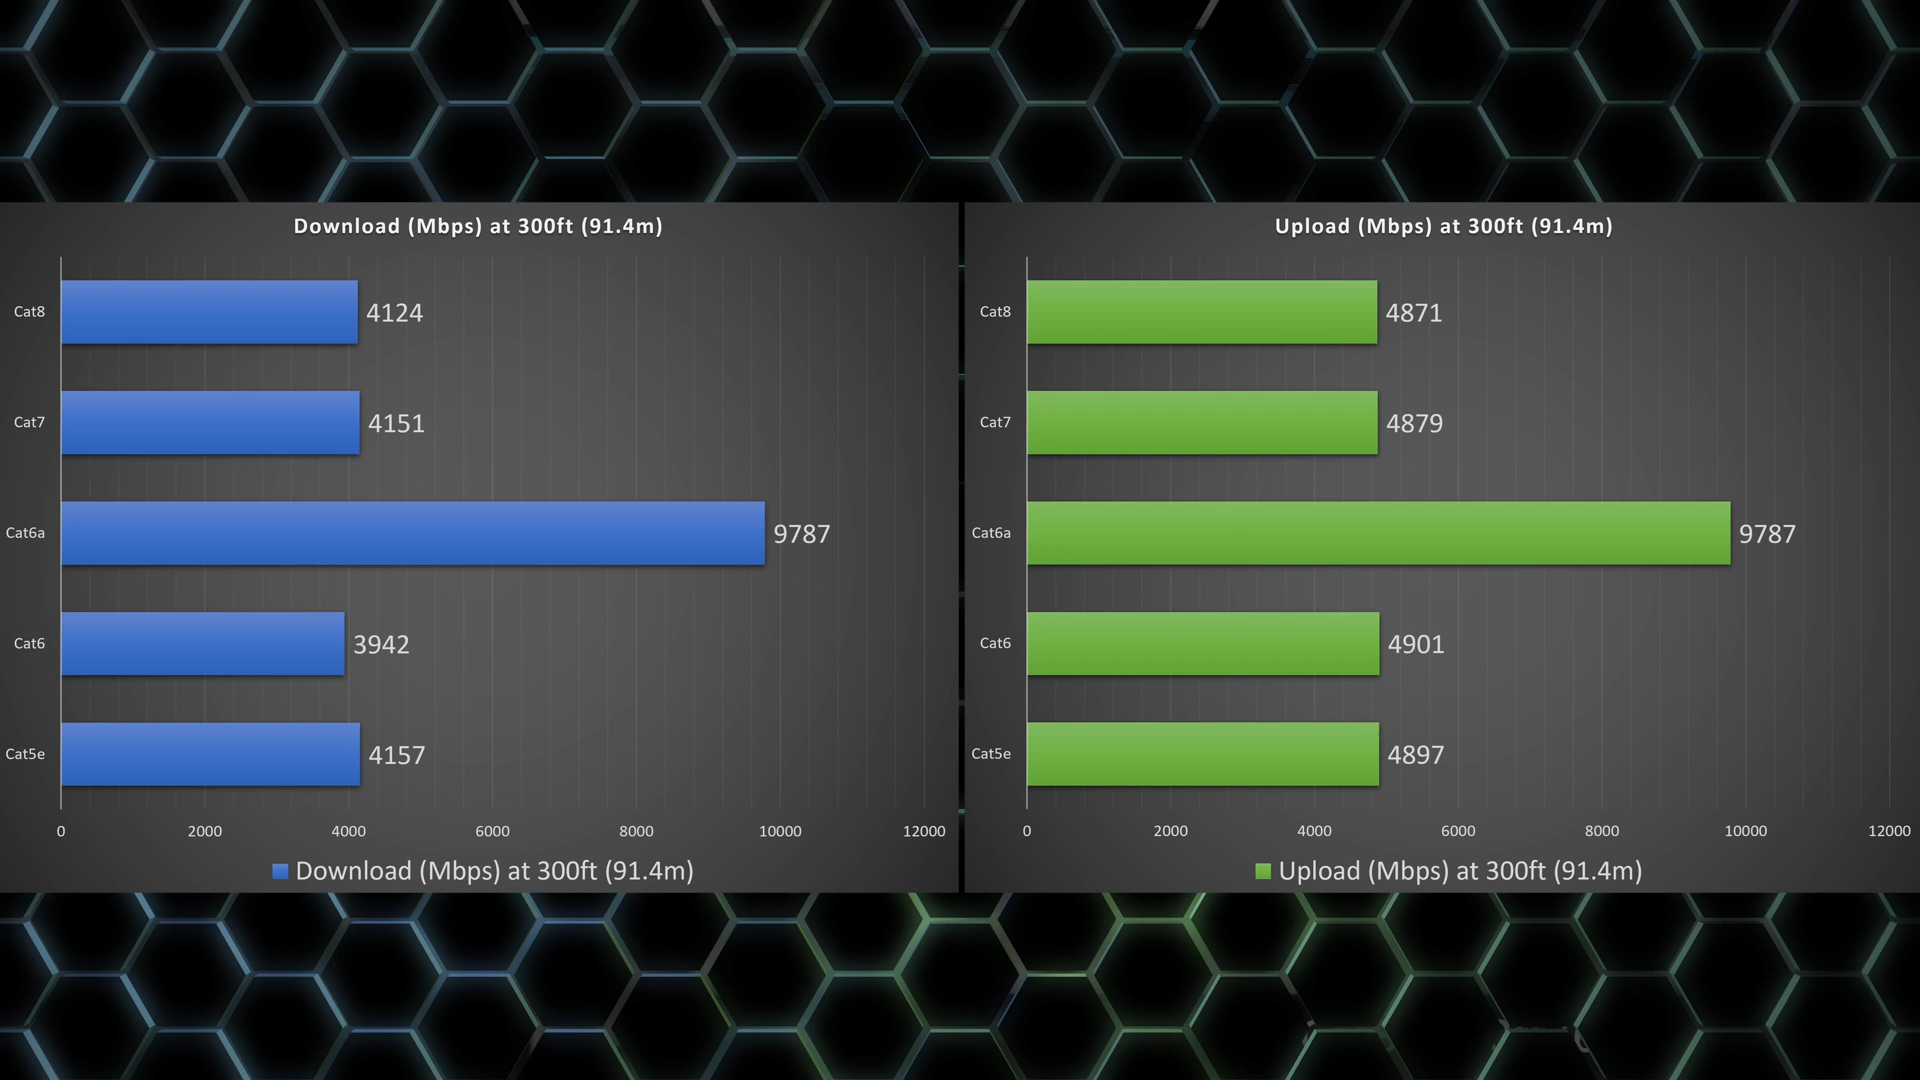 Download (Mbps) at 300ft (91.4m)
Cat8 4124
Cat7 4151
Cat6a 9787
Cat6 3942
Cat5e 4157
0 2000 4000 6000 8000 10000 12000
Download (Mbps) at 300ft (91.4m)
Upload (Mbps) at 300ft (91.4m)
Cat8 4871
Cat7 4879
Cat6a 9787
Cat6 4901
Cat5e 4897
0 2000 4000 6000 8000 10000 12000
Upload (Mbps) at 300ft (91.4m)